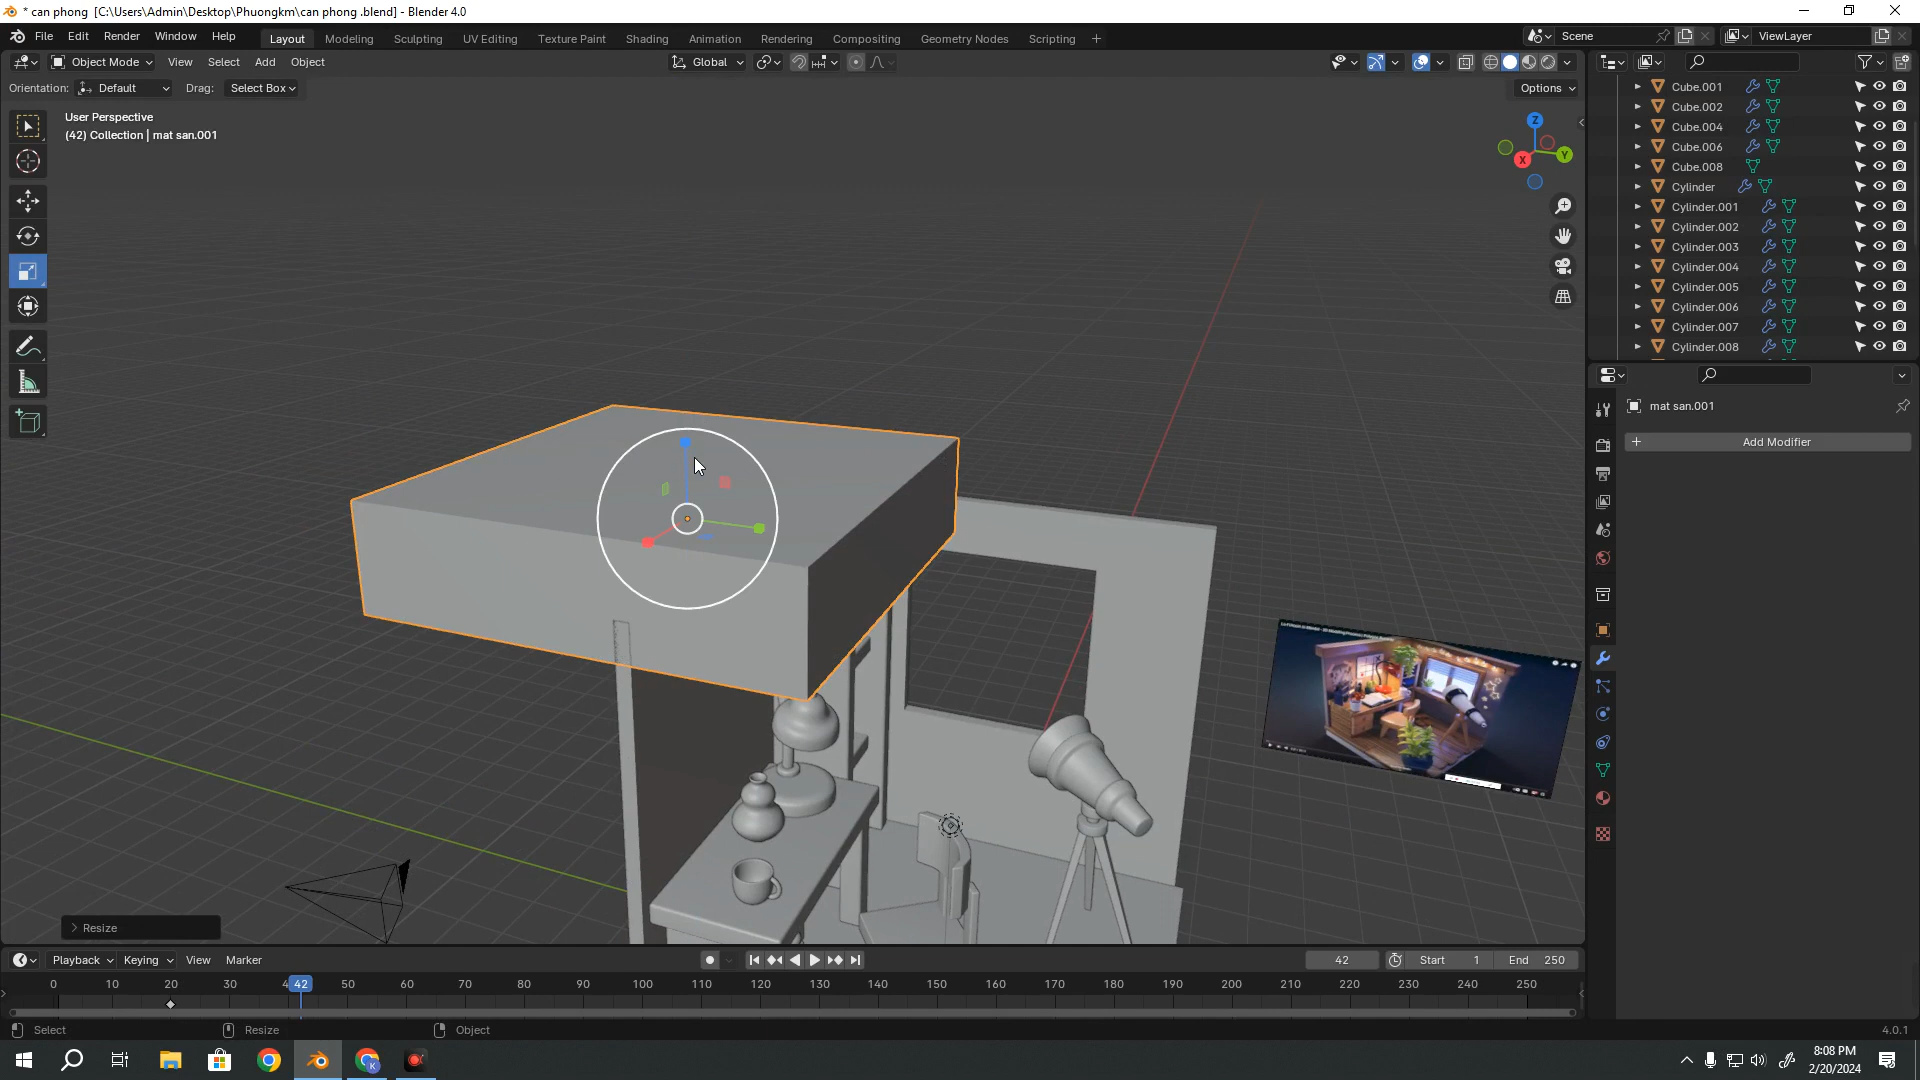 * can phong  [C:\Users\Admin\Desktop\Phuongkm\can phong .blend] - Blender 4.0
File Edit Render Window Help
Layout Modeling Sculpting UV Editing Texture Paint Shading Animation Rendering Compositing Geometry Nodes Scripting +
Scene
ViewLayer
Object Mode View Select Add Object
Global
Orientation: Default Drag: Select Box
Options
User Perspective
(42) Collection | mat san.001
Z
Y
X
Cube.001
Cube.002
Cube.004
Cube.006
Cube.008
Cylinder
Cylinder.001
Cylinder.002
Cylinder.003
Cylinder.004
Cylinder.005
Cylinder.006
Cylinder.007
Cylinder.008
mat san.001
+ Add Modifier
> Resize
Playback Keying View Marker
42
Start 1
End 250
0 10 20 30 4 42 50 60 70 80 90 100 110 120 130 140 150 160 170 180 190 200 210 220 230 240 250
Select
Resize
Object
4.0.1
K
8:08 PM
2/20/2024